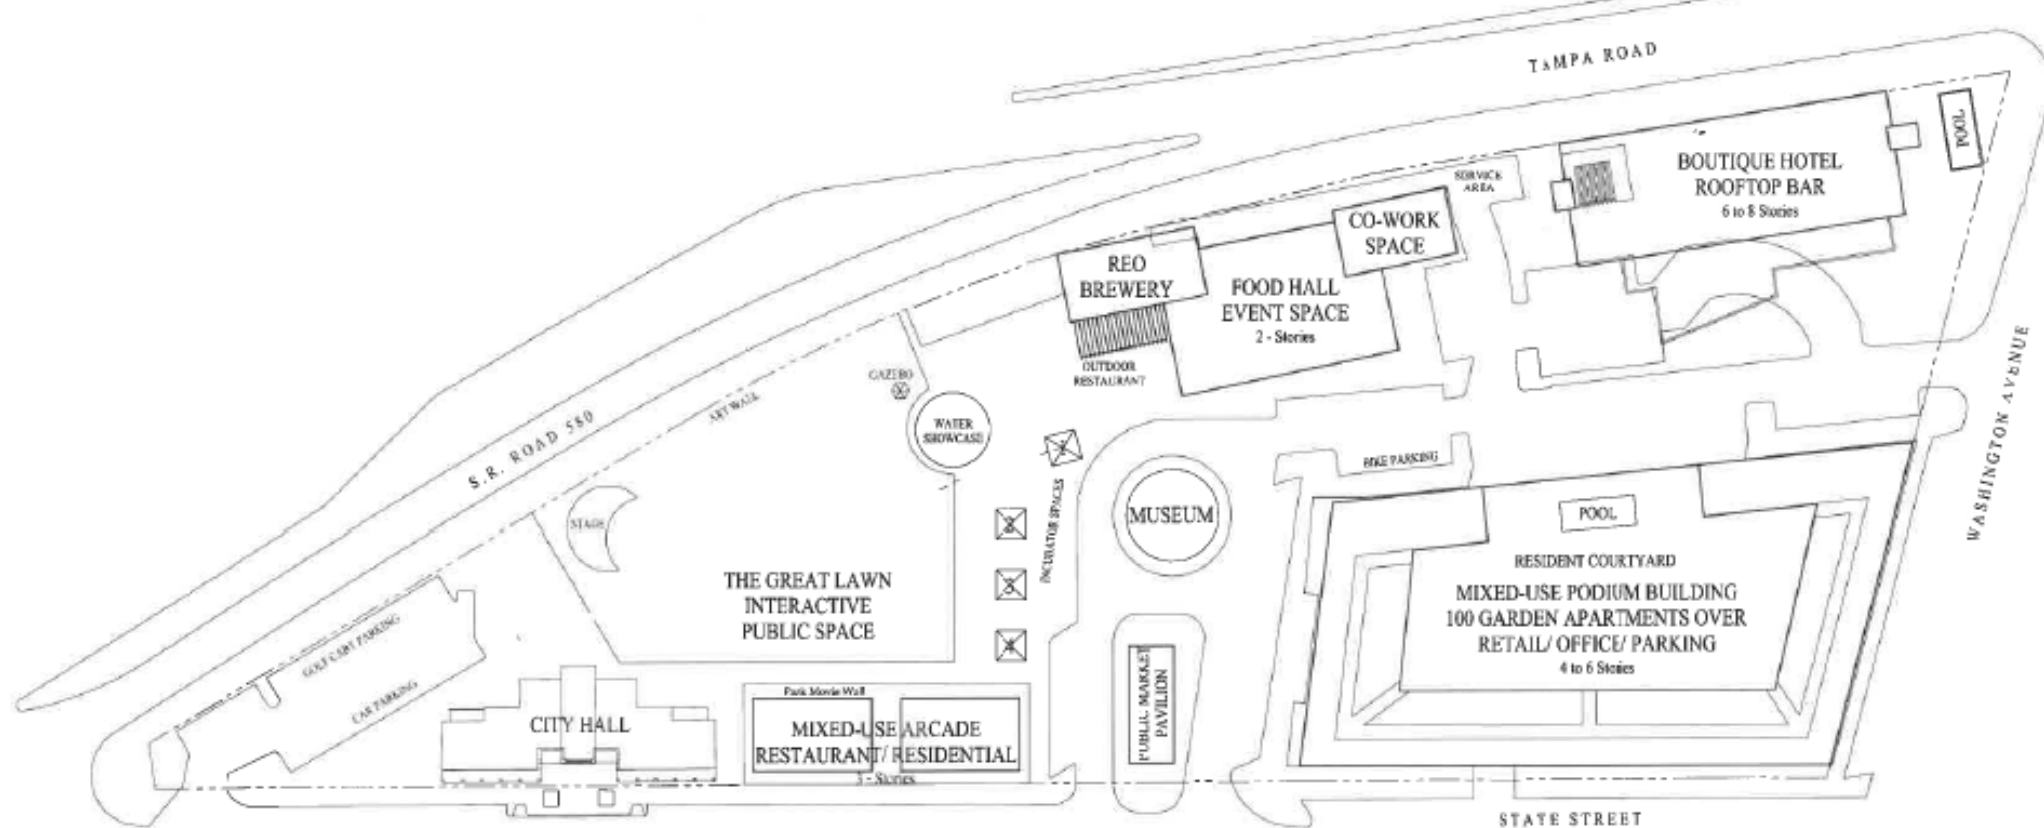 TAMPA ROAD
POOL
BOUTIQUE HOTEL
ROOFTOP BAR
6 to 8 Stories
SERVICE
AREA
CO-WORK
SPACE
REO
BREWERY
FOOD HALL
EVENT SPACE
2 - Stories
OUTDOOR
RESTAURANT
GAZEBO
WATER
SHOWCASE
ART WALK
S.R. ROAD 580
WASHINGTON AVENUE
BIKE PARKING
INCUBATOR SPACES
2
3
4
MUSEUM
STAGE
POOL
RESIDENT COURTYARD
MIXED-USE PODIUM BUILDING
100 GARDEN APARTMENTS OVER
RETAIL/ OFFICE/ PARKING
4 to 6 Stories
THE GREAT LAWN
INTERACTIVE
PUBLIC SPACE
GOLF CART PARKING
CAR PARKING
CITY HALL
Park Movie Wall
MIXED-USE ARCADE
RESTAURANT/ RESIDENTIAL
3 - Stories
PUBLIC MARKET
PAVILION
STATE STREET